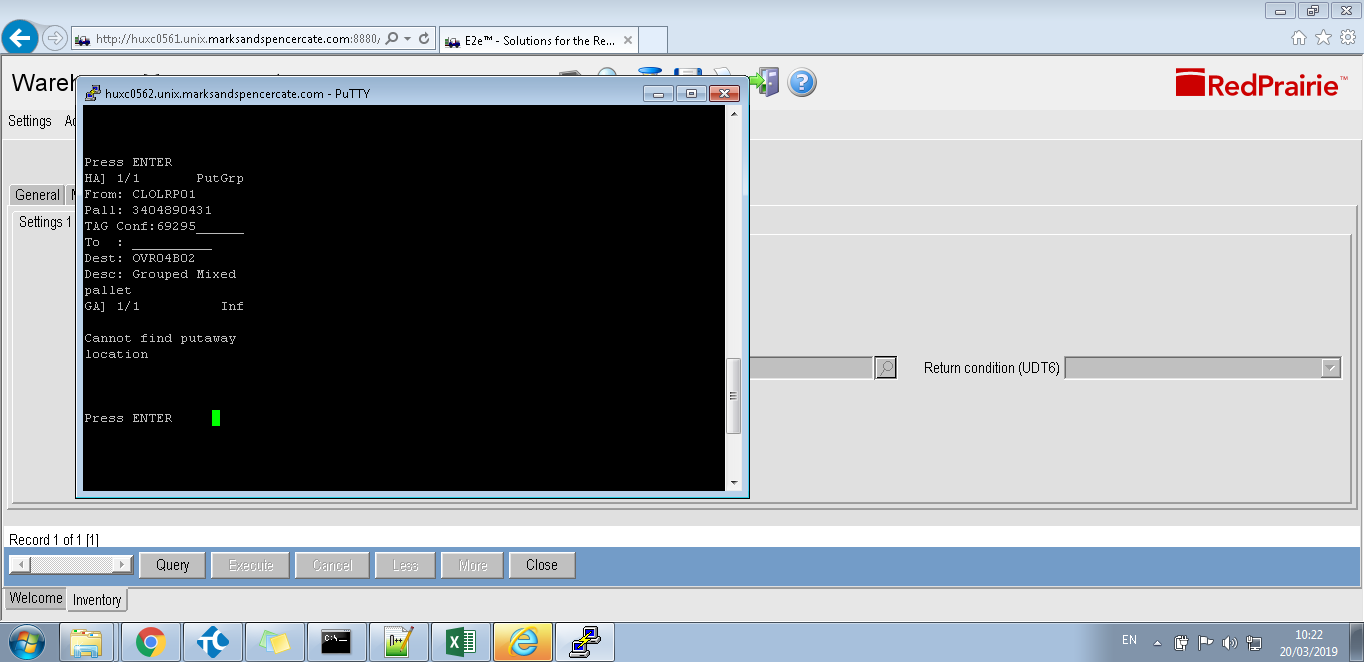 http://huxc0561.unix.marksandspencercate.com:8880/
E2e™ - Solutions for the Re...
Wareh
RedPrairie™
huxc0562.unix.marksandspencercate.com - PuTTY
Settings
General
Settings 1
Press ENTER
HA] 1/1 PutGrp
From: CLOLRP01
Pall: 3404890431
TAG Conf:69295______
To : __________
Dest: OVR04B02
Desc: Grouped Mixed
pallet
GA] 1/1 Inf
Cannot find putaway
location
Press ENTER
Return condition (UDT6)
Record 1 of 1 [1]
Query Execute Cancel Less More Close
Welcome Inventory
EN
10:22
20/03/2019